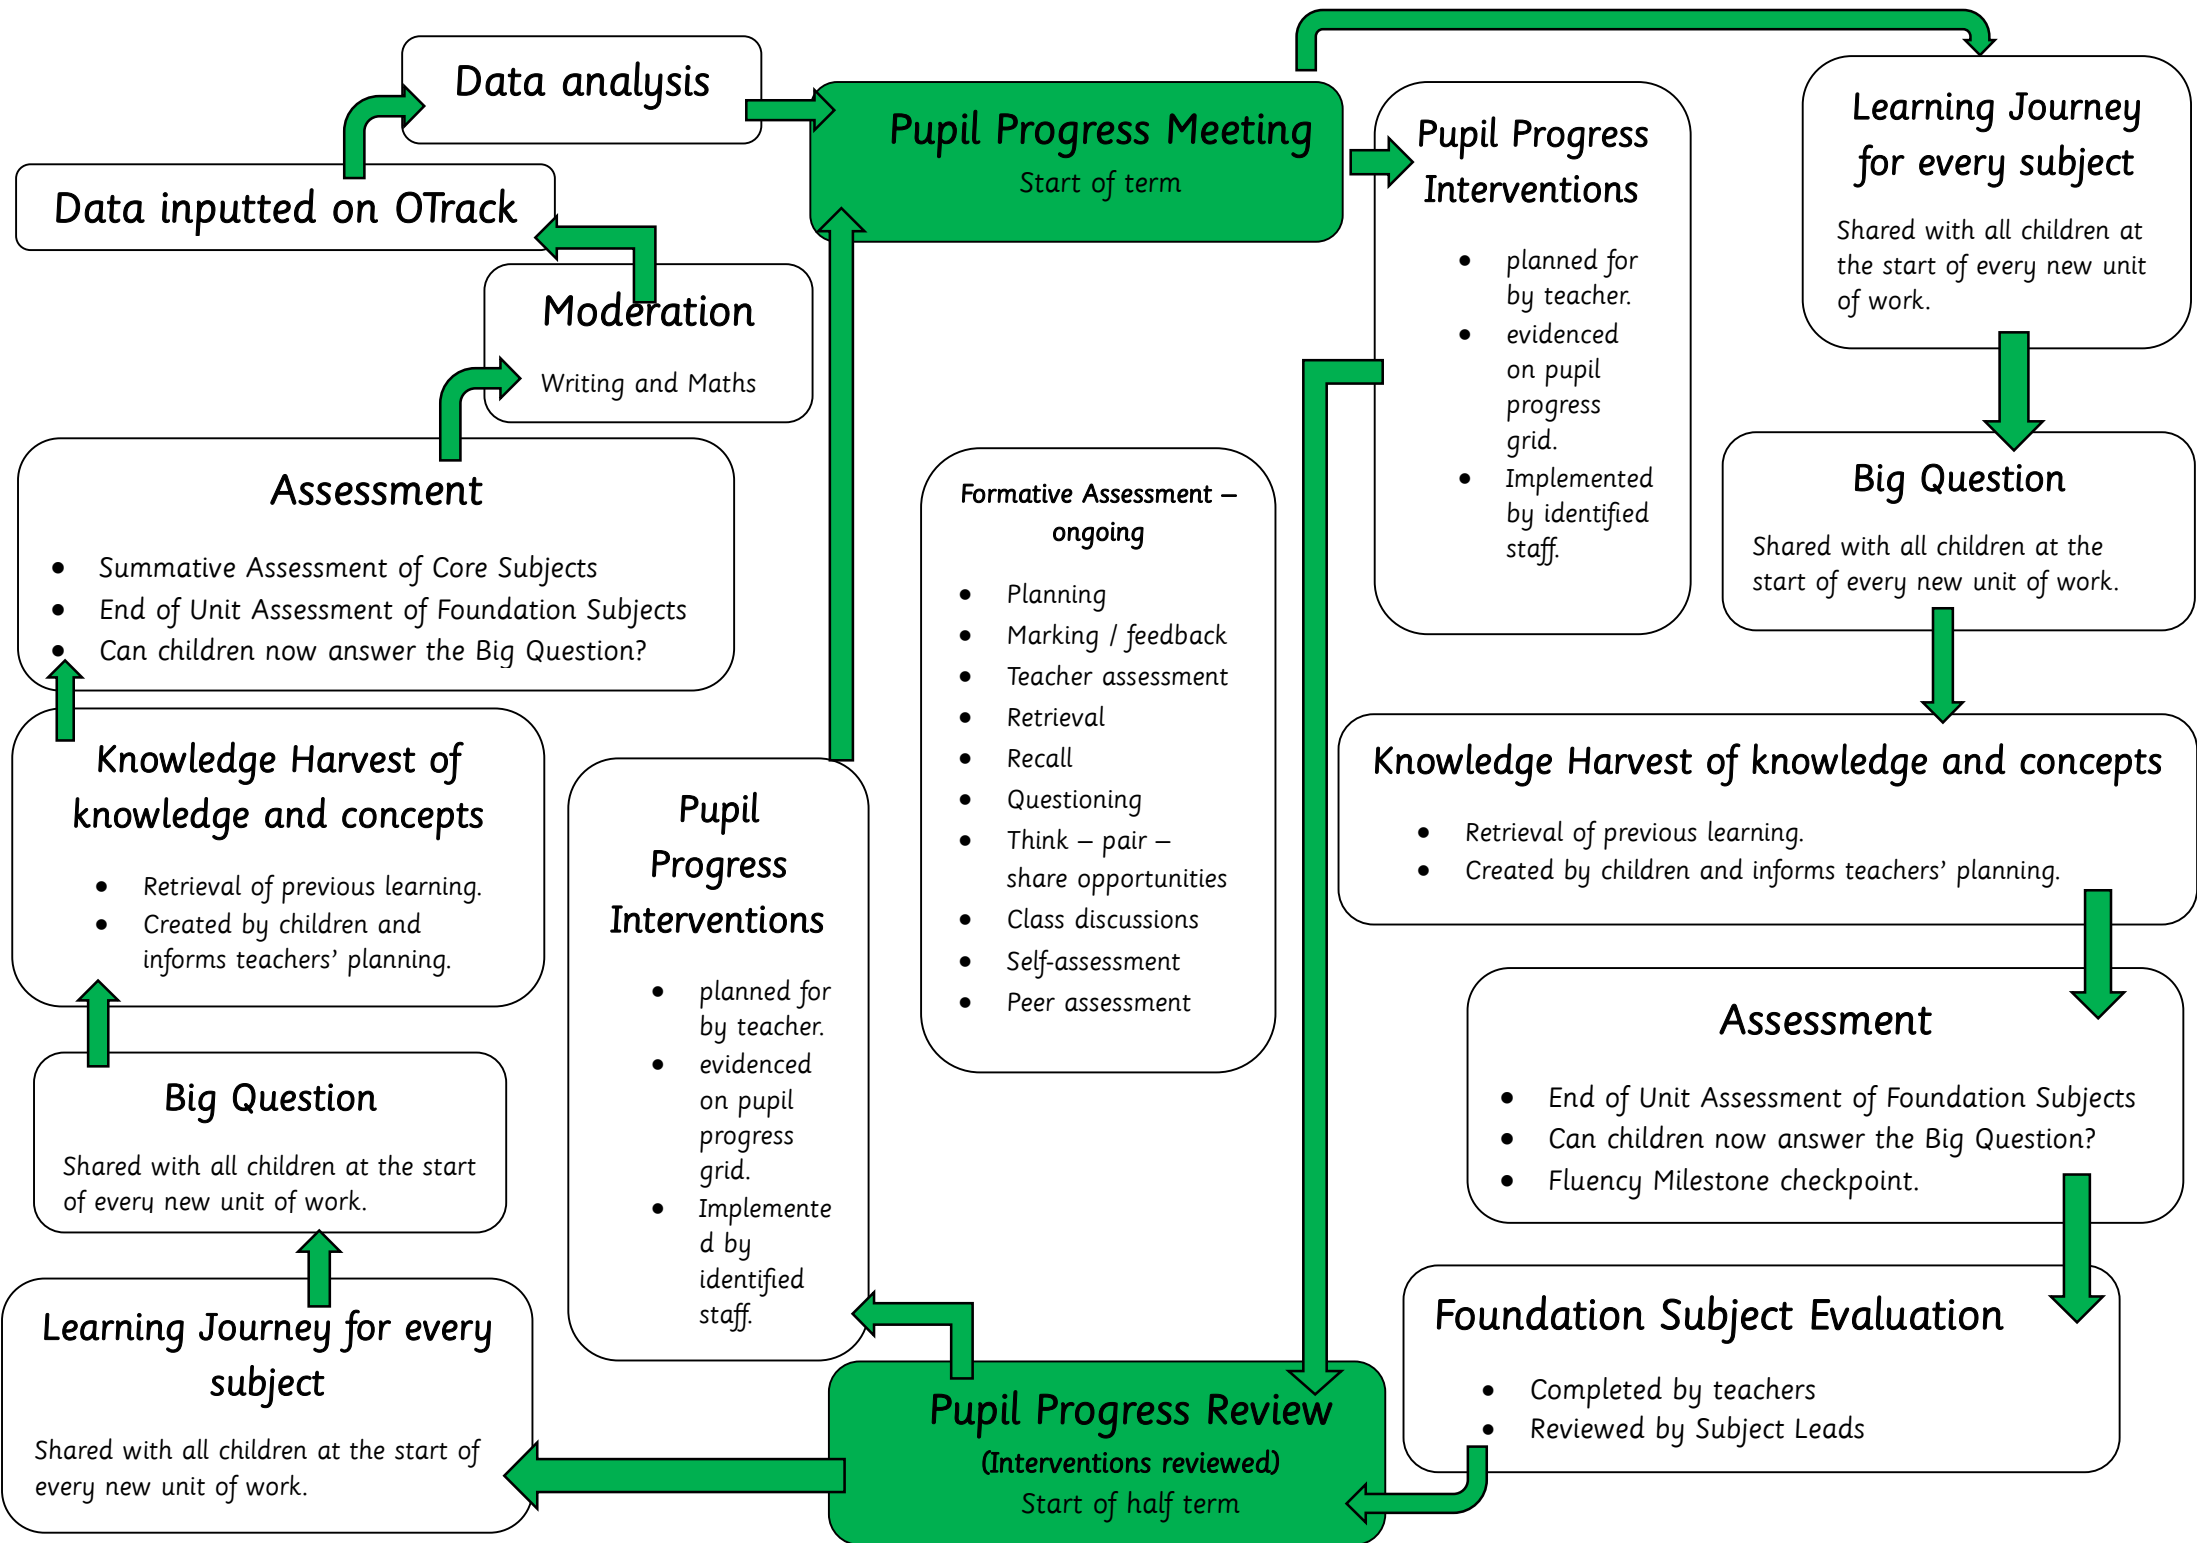 Data analysis
Data inputted on OTrack
Moderation
Writing and Maths
Assessment
• Summative Assessment of Core Subjects
• End of Unit Assessment of Foundation Subjects
• Can children now answer the Big Question?
Knowledge Harvest of
knowledge and concepts
• Retrieval of previous learning.
• Created by children and
informs teachers’ planning.
Big Question
Shared with all children at the start
of every new unit of work.
Learning Journey for every
subject
Shared with all children at the start of
every new unit of work.
Pupil Progress Meeting
Start of term
Pupil
Progress
Interventions
• planned for
by teacher.
• evidenced
on pupil
progress
grid.
• Implemente
d by
identified
staff.
Formative Assessment –
ongoing
• Planning
• Marking / feedback
• Teacher assessment
• Retrieval
• Recall
• Questioning
• Think – pair –
share opportunities
• Class discussions
• Self-assessment
• Peer assessment
Pupil Progress Review
(Interventions reviewed)
Start of half term
Pupil Progress
Interventions
• planned for
by teacher.
• evidenced
on pupil
progress
grid.
• Implemented
by identified
staff.
Learning Journey
for every subject
Shared with all children at
the start of every new unit
of work.
Big Question
Shared with all children at the
start of every new unit of work.
Knowledge Harvest of knowledge and concepts
• Retrieval of previous learning.
• Created by children and informs teachers’ planning.
Assessment
• End of Unit Assessment of Foundation Subjects
• Can children now answer the Big Question?
• Fluency Milestone checkpoint.
Foundation Subject Evaluation
• Completed by teachers
• Reviewed by Subject Leads